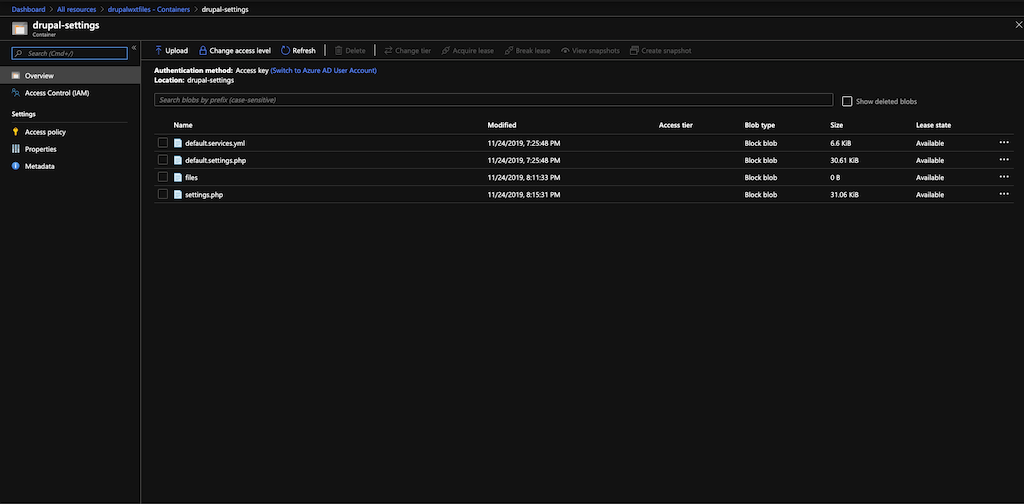 Dashboard > All resources > drupalwxtfiles - Containers > drupal-settings
drupal-settings
Container
Search (Cmd+/)
«
Overview
Access Control (IAM)
Settings
Access policy
Properties
Metadata
Upload Change access level Refresh Delete Change tier Acquire lease Break lease View snapshots Create snapshot
Authentication method: Access key (Switch to Azure AD User Account)
Location: drupal-settings
Search blobs by prefix (case-sensitive) Show deleted blobs
Name Modified Access tier Blob type Size Lease state
default.services.yml 11/24/2019, 7:25:48 PM Block blob 6.6 KiB Available
default.settings.php 11/24/2019, 7:25:48 PM Block blob 30.61 KiB Available
files 11/24/2019, 8:11:33 PM Block blob 0 B Available
settings.php 11/24/2019, 8:15:31 PM Block blob 31.06 KiB Available